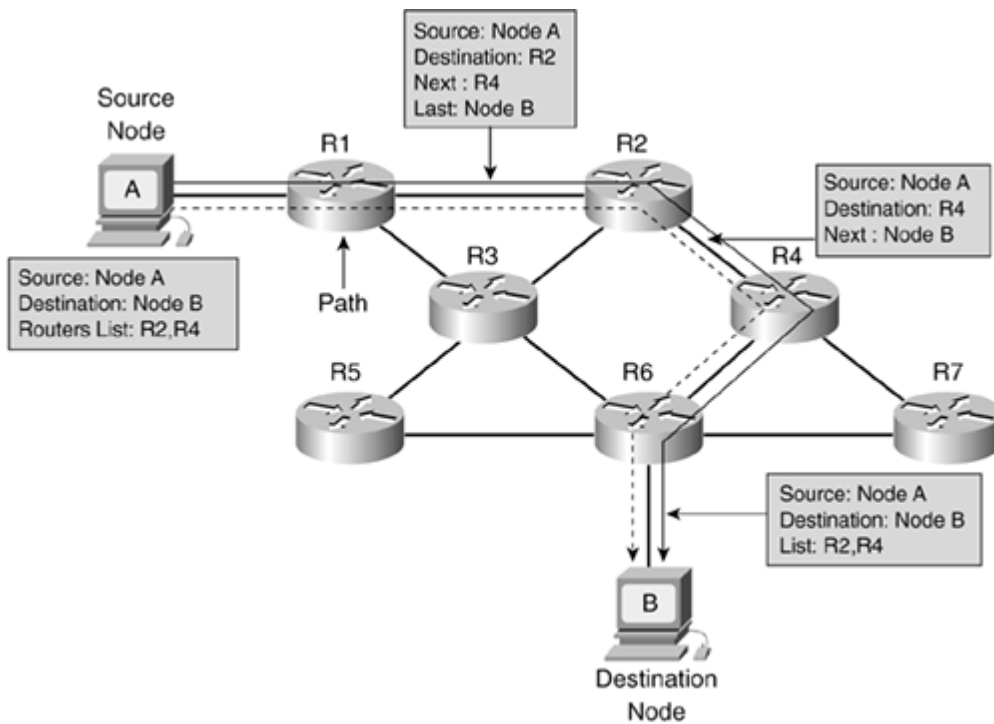 Source: Node A
Destination: R2
Next : R4
Last: Node B
Source
Node
A
R1
R2
Source: Node A
Destination: R4
Next : Node B
Source: Node A
Destination: Node B
Routers List: R2,R4
Path
R3
R4
R5
R6
R7
Source: Node A
Destination: Node B
List: R2,R4
B
Destination
Node